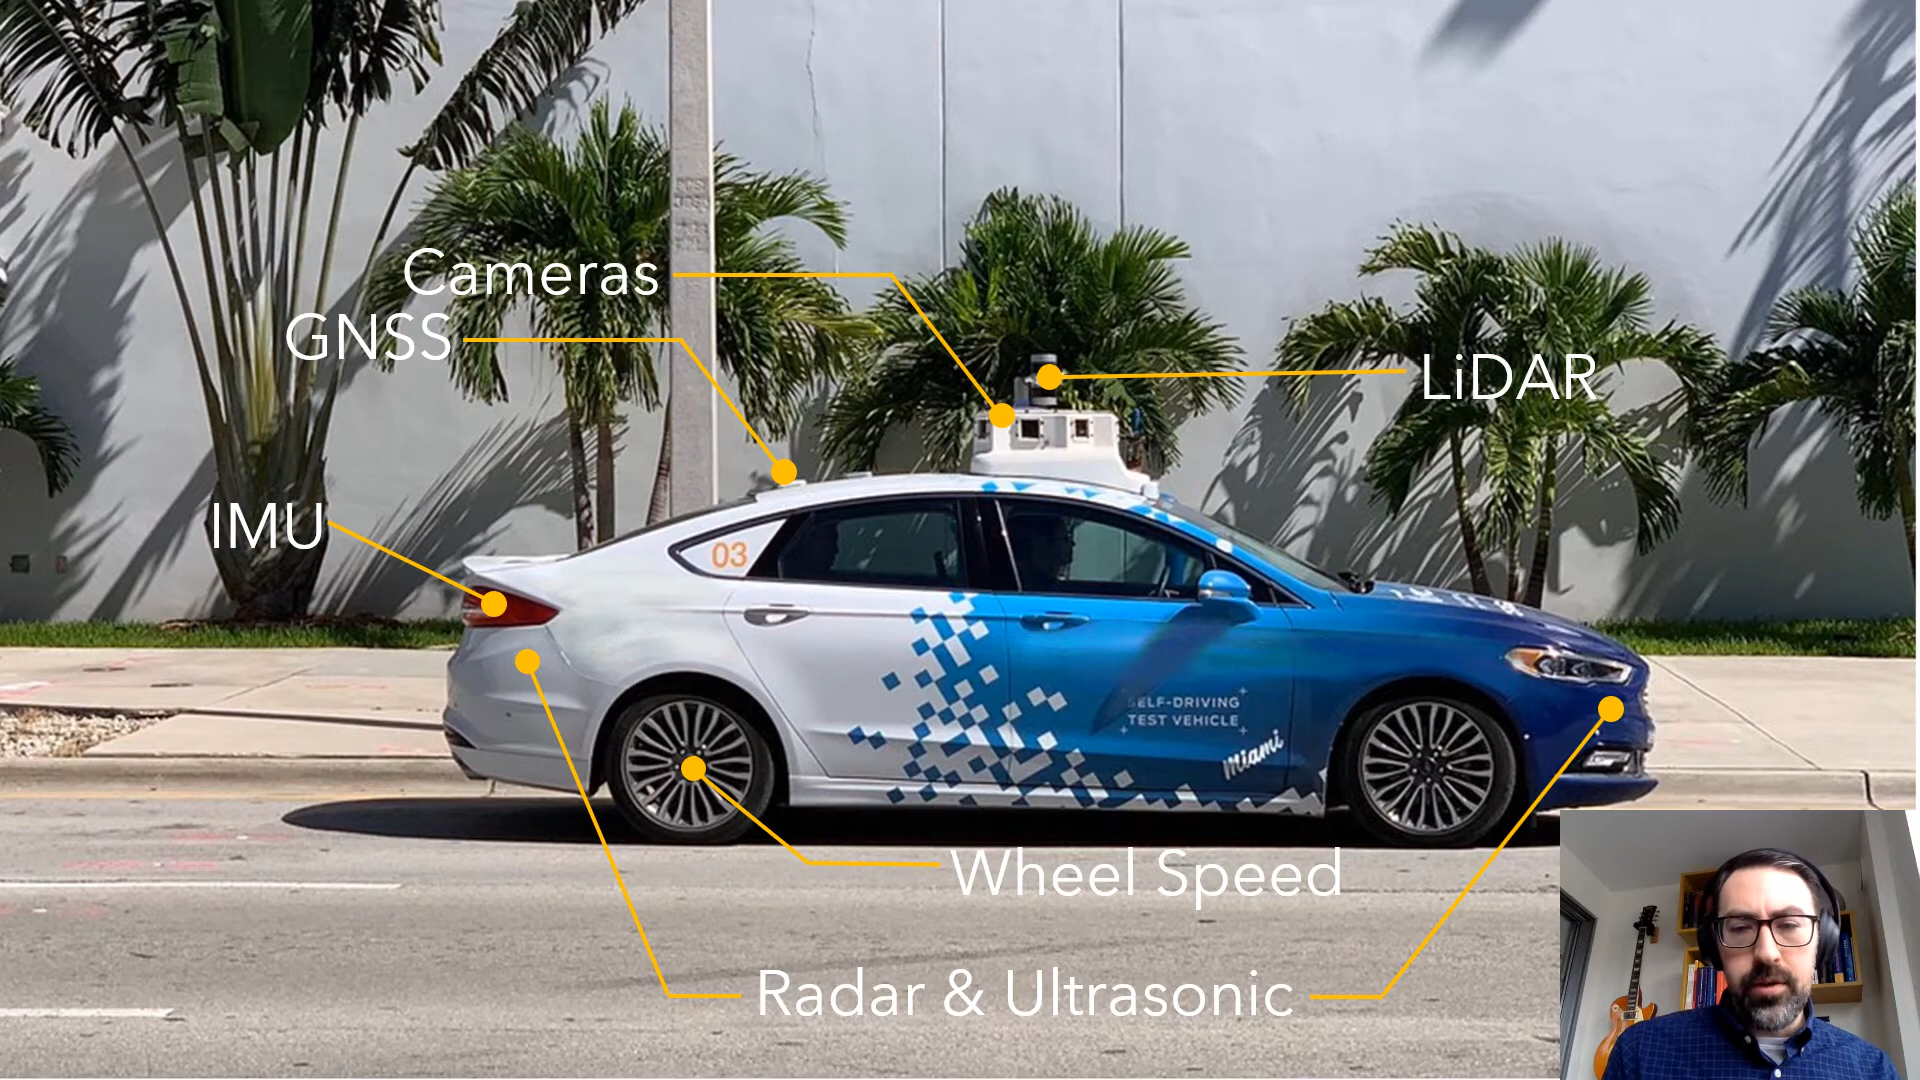 Cameras
GNSS
LiDAR
IMU
03
SELF-DRIVING
TEST VEHICLE
Miami
Wheel Speed
Radar & Ultrasonic